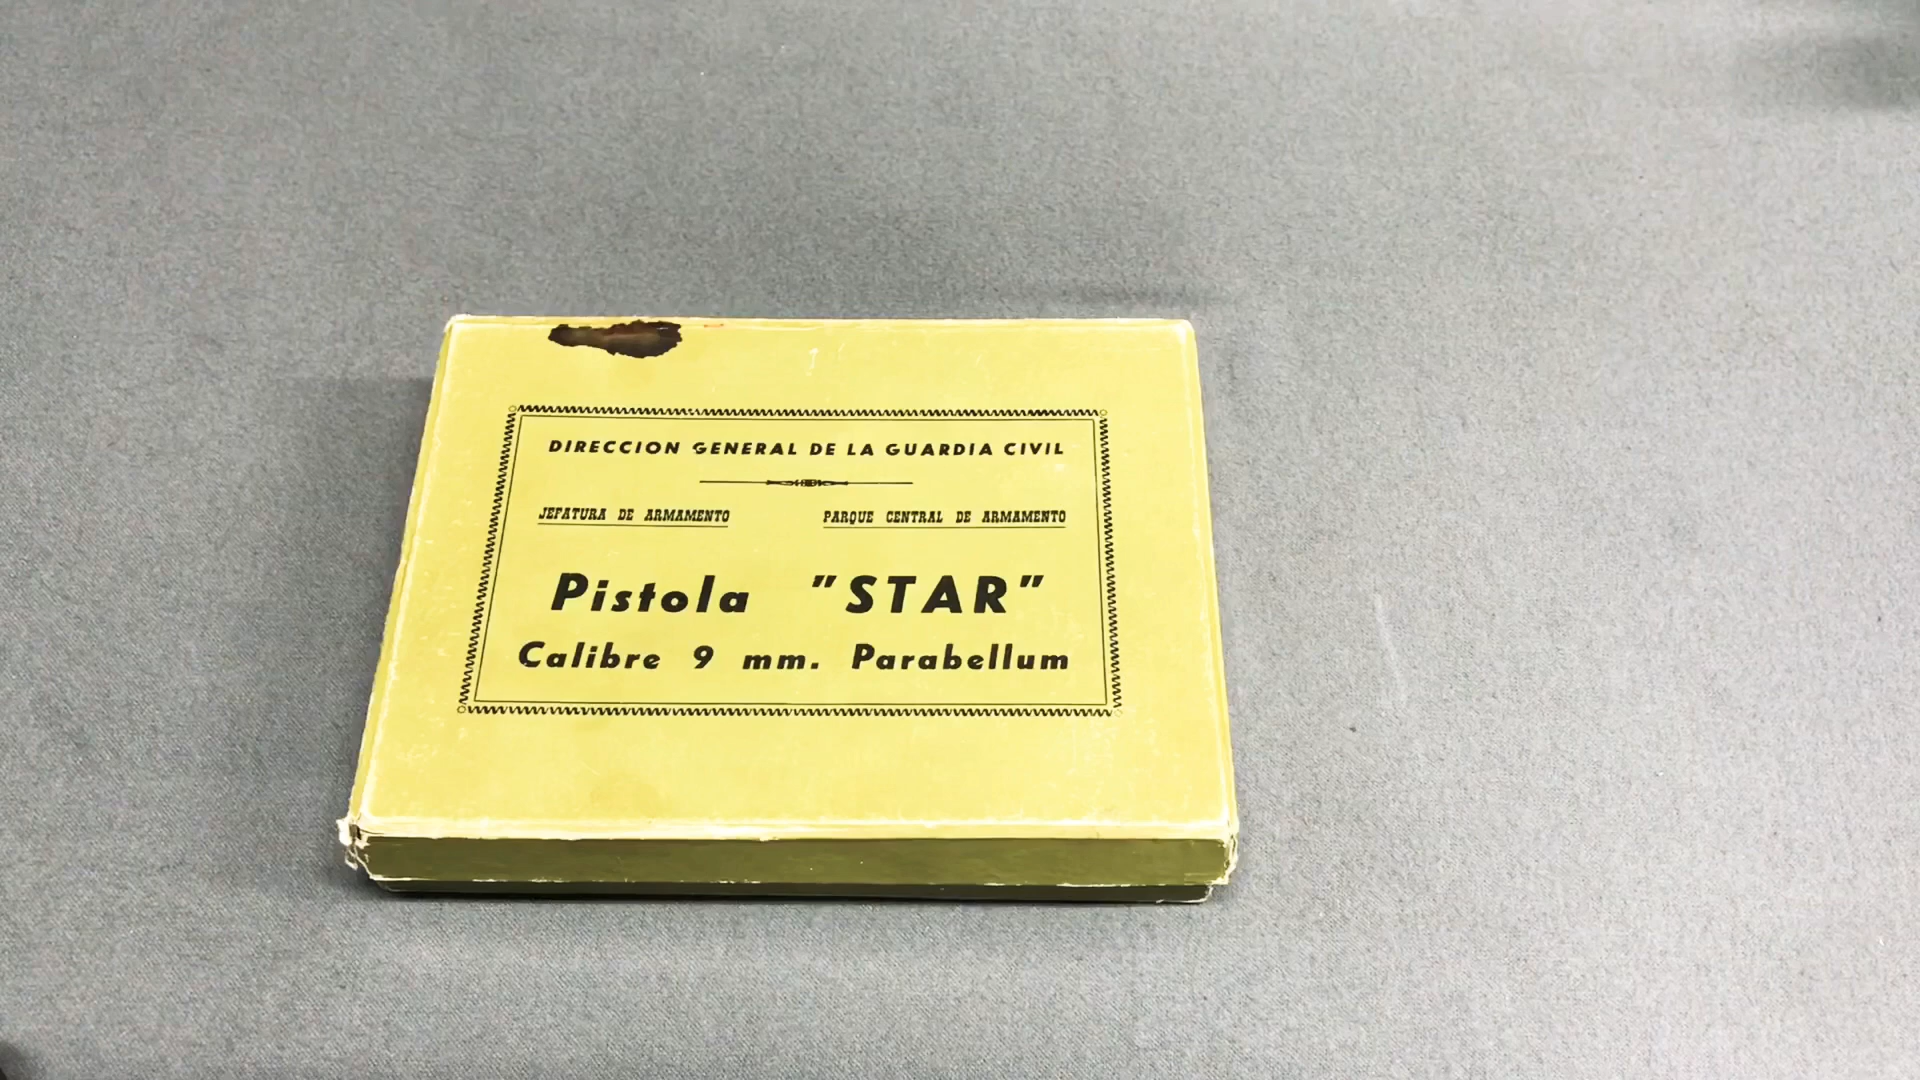 DIRECCION GENERAL DE LA GUARDIA CIVIL
JEFATURA DE ARMAMENTO PARQUE CENTRAL DE ARMAMENTO
Pistola "STAR"
Calibre 9 mm. Parabellum